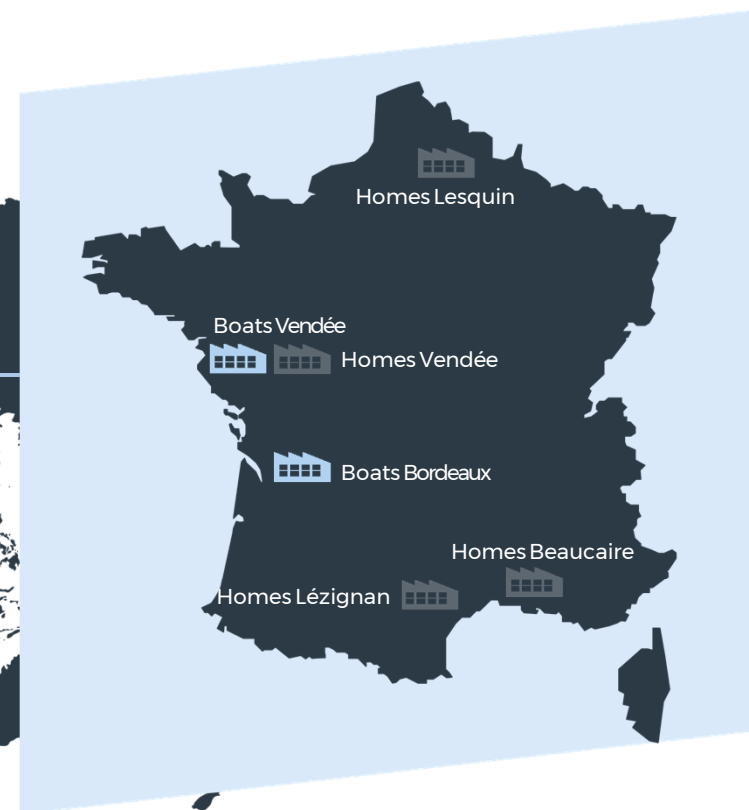 Homes Lesquin
Boats Vendée
Homes Vendée
Boats Bordeaux
Homes Beaucaire
Homes Lézignan